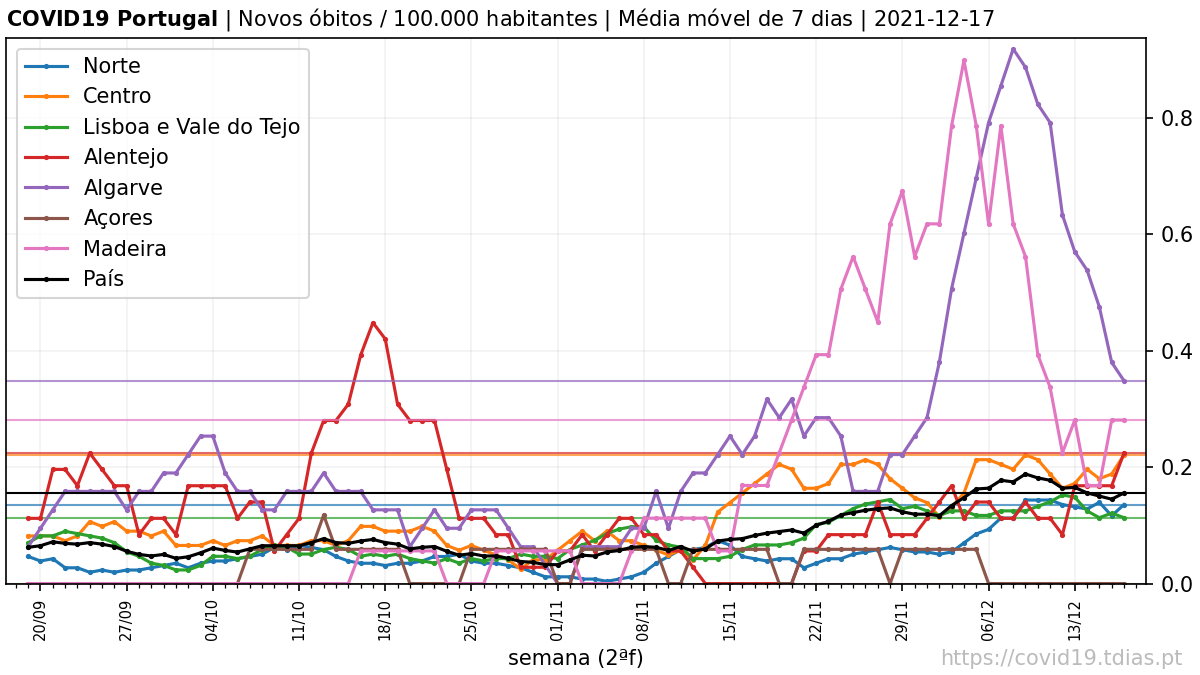 COVID19 Portugal | Novos óbitos / 100.000 habitantes | Média móvel de 7 dias | 2021-12-17
Norte
Centro
Lisboa e Vale do Tejo
Alentejo
Algarve
Açores
Madeira
País
0.8
0.6
0.4
0.2
0.0
20/09
27/09
04/10
11/10
18/10
25/10
01/11
08/11
15/11
22/11
29/11
06/12
13/12
semana (2ªf)
https://covid19.tdias.pt